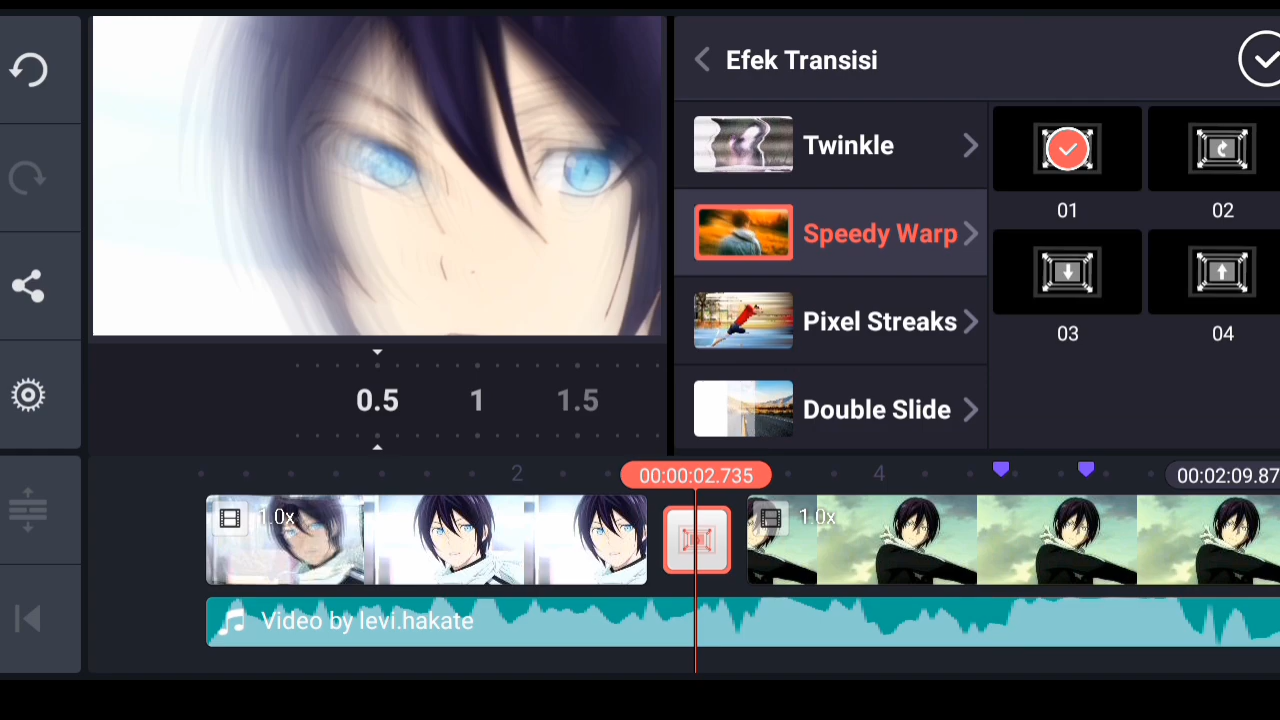 Efek Transisi
Twinkle
Speedy Warp
Pixel Streaks
Double Slide
01
02
03
04
0.5
1
1.5
2
00:00:02.735
4
00:02:09.87
1.0x
1.0x
Video by levi.hakate